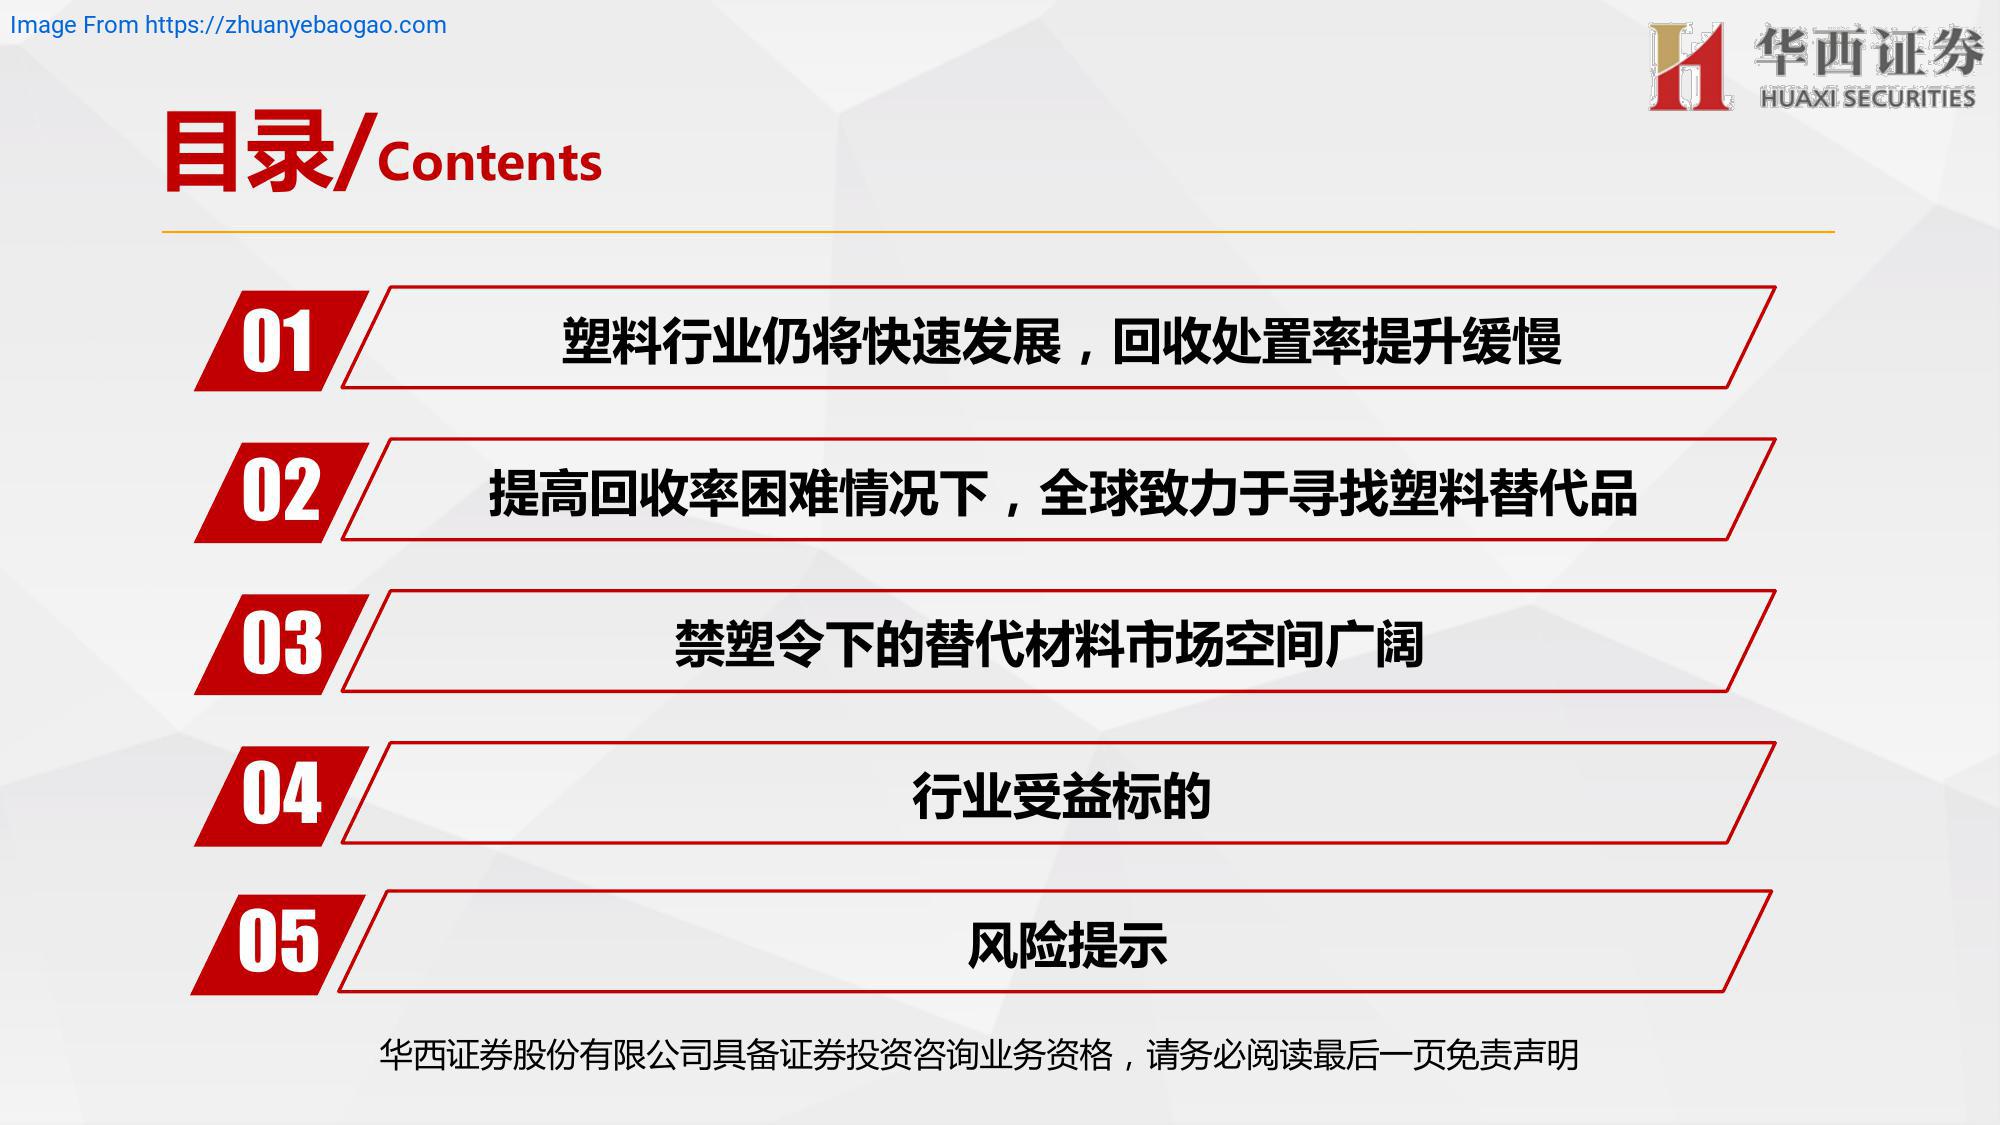 Image From https://zhuanyebaogao.com
华西证券
HUAXI SECURITIES
目录/Contents
01
塑料行业仍将快速发展，回收处置率提升缓慢
02
提高回收率困难情况下，全球致力于寻找塑料替代品
03
禁塑令下的替代材料市场空间广阔
04
行业受益标的
05
风险提示
华西证券股份有限公司具备证券投资咨询业务资格，请务必阅读最后一页免责声明